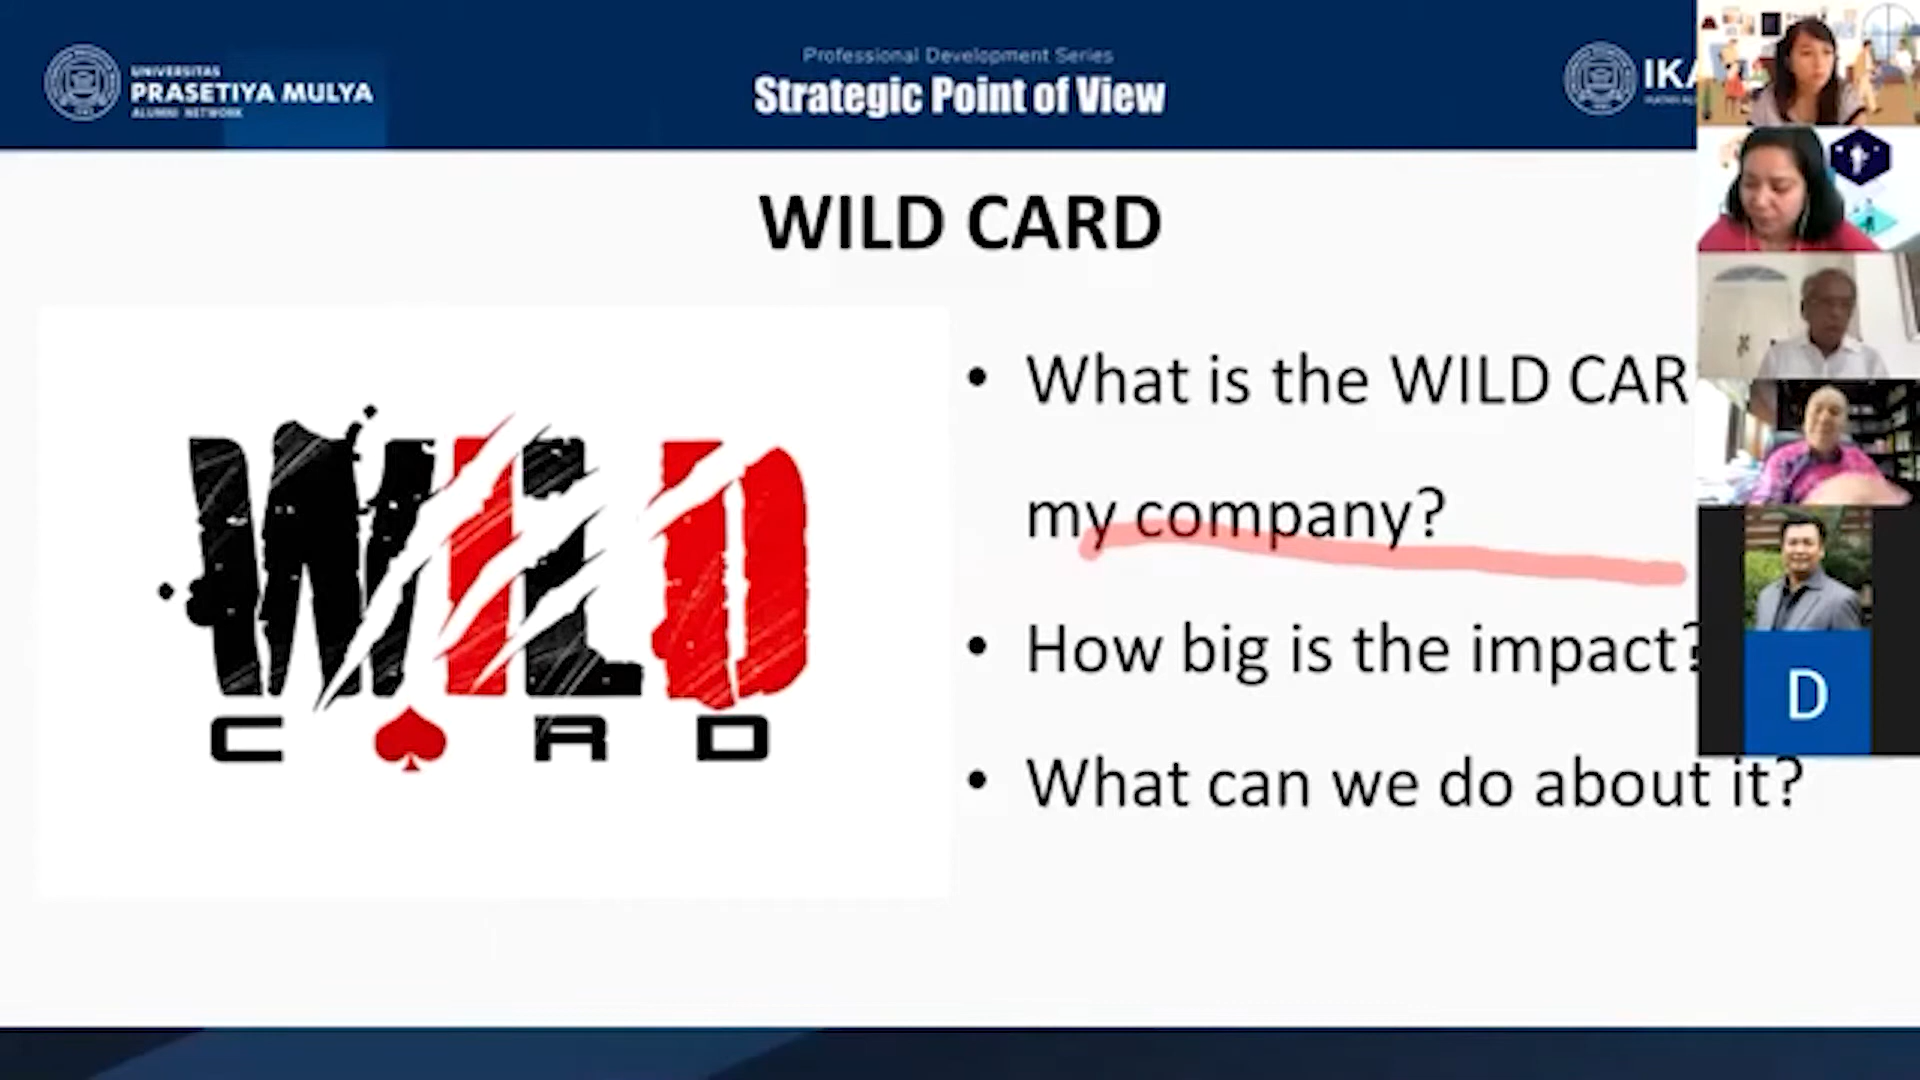 UNIVERSITAS
PRASETIYA MULYA
ALUMNI NETWORK
Professional Development Series
Strategic Point of View
IKA
WILD CARD
WILD
C RD
• What is the WILD CAR
my company?
• How big is the impact?
• What can we do about it?
D